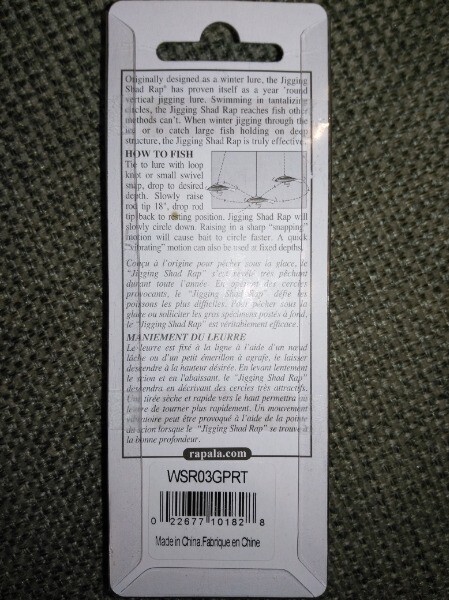 Originally designed as a winter lure, the Jigging
Shad Rap® has proven itself as a year 'round
vertical jigging lure. Swimming in tantalizing
circles, the Jigging Shad Rap reaches fish other
methods can't. When winter jigging through the
ice or to catch large fish holding on deep
structure, the Jigging Shad Rap is truly effective.
HOW TO FISH
Tie to lure with loop
knot or small swivel
snap, drop to desired
depth. Slowly raise
rod tip 18", drop rod
tip back to resting position. Jigging Shad Rap will
slowly circle down. Raising in a sharp "snapping"
motion will cause bait to circle faster. A quick
"vibrating" motion can also be used at fixed depths.
Conçu à l'origine pour pêcher sous la glace, le
"Jigging Shad Rap" s'est révélé très pêchant
durant toute l'année. En opérant des cercles
provocants, le "Jigging Shad Rap" défie les
poissons les plus difficiles. Pour pêcher sous la
glace ou solliciter les gros spécimens postés à fond,
le "Jigging Shad Rap" est véritablement efficace.
MANIEMENT DU LEURRE
Le leurre est fixé à la ligne à l'aide d'un nœud
lâche ou d'un petit émerillon à agrafe, le laisser
descendre à la hauteur désirée. En levant lentement
le scion et en l'abaissant, le "Jigging Shad Rap"
descendra en décrivant des cercles très attractifs.
Une tirée sèche et rapide vers le haut permettra au
leurre de tourner plus rapidement. Un mouvement
vibratoire peut être provoqué à l'aide de la pointe
du scion lorsque le "Jigging Shad Rap" se trouve à
la bonne profondeur.
rapala.com
WSR03GPRT
0 22677 10182 8
Made in China.Fabrique en Chine